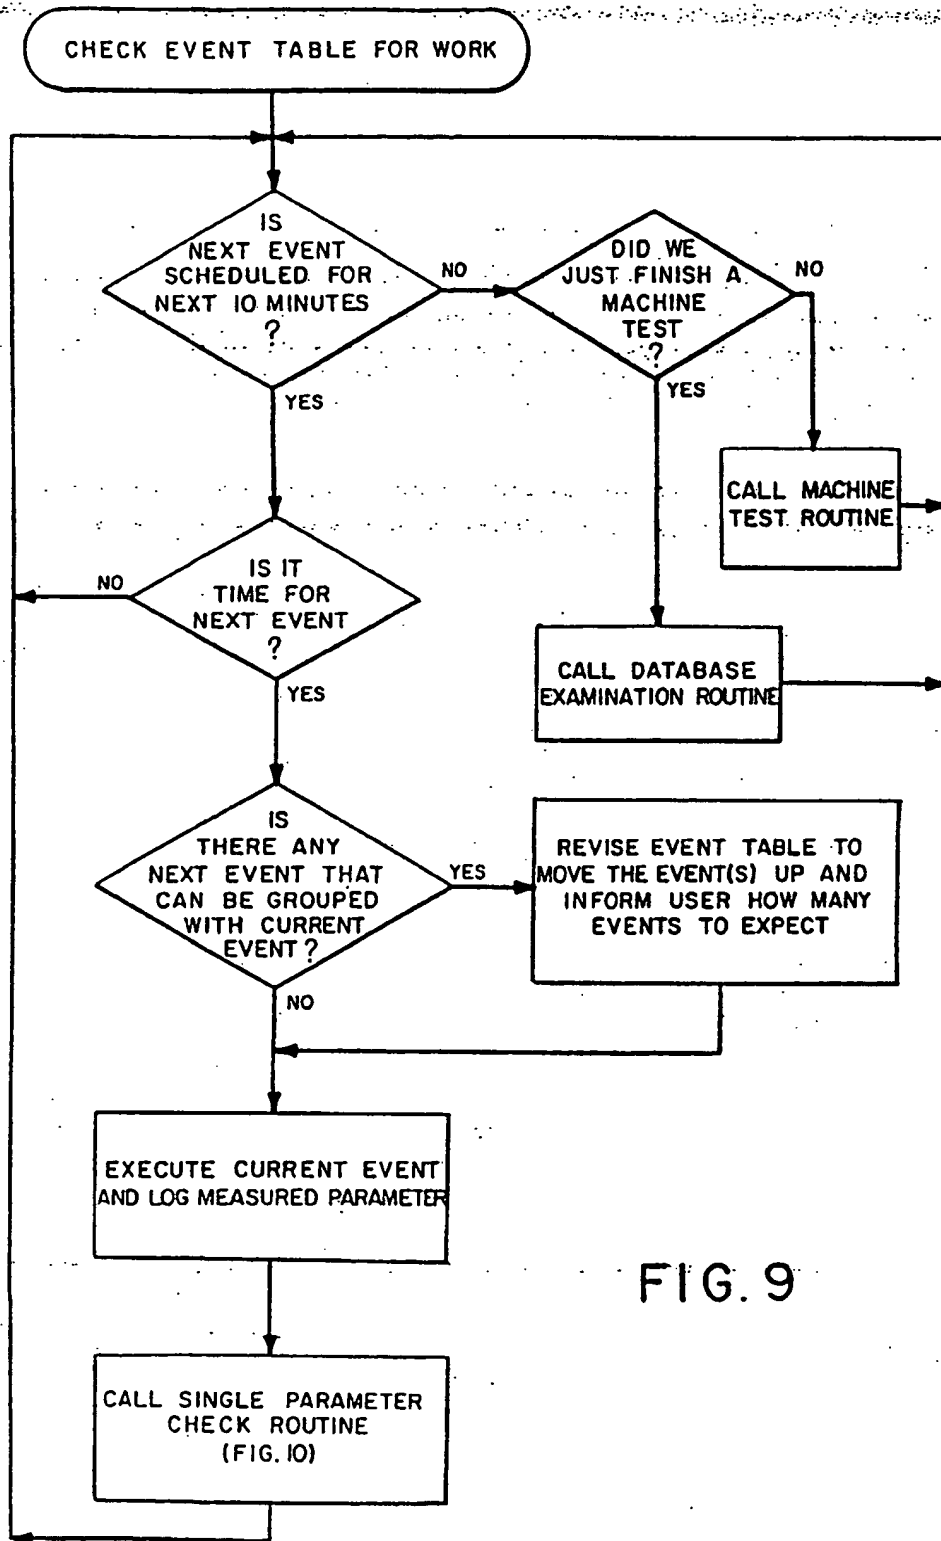 CHECK EVENT TABLE FOR WORK
IS
NEXT EVENT
SCHEDULED FOR
NEXT 10 MINUTES
?
NO
DID WE
JUST FINISH A
MACHINE
TEST
?
NO
YES
YES
CALL MACHINE
TEST ROUTINE
IS IT
TIME FOR
NEXT EVENT
?
NO
YES
CALL DATABASE
EXAMINATION ROUTINE
IS
THERE ANY
NEXT EVENT THAT
CAN BE GROUPED
WITH CURRENT
EVENT?
YES
NO
REVISE EVENT TABLE TO
MOVE THE EVENT(S) UP AND
INFORM USER HOW MANY
EVENTS TO EXPECT
EXECUTE CURRENT EVENT
AND LOG MEASURED PARAMETER
FIG. 9
CALL SINGLE PARAMETER
CHECK ROUTINE
(FIG. 10)